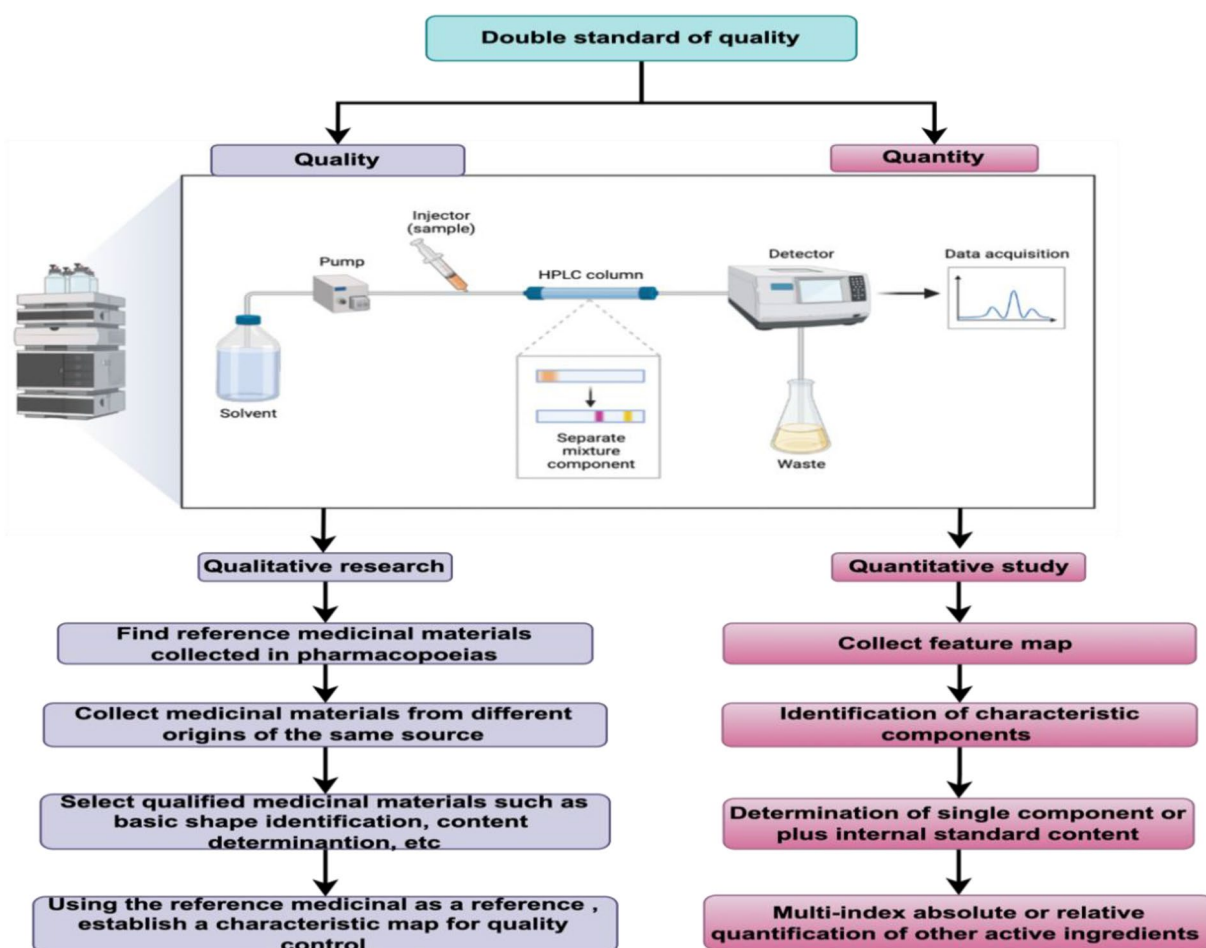 Double standard of quality
Quality
Quantity
Injector
(sample)
Pump
HPLC column
Detector
Data acquisition
Solvent
Separate
mixture
component
Waste
Qualitative research
Quantitative study
Find reference medicinal materials
collected in pharmacopoeias
Collect feature map
Collect medicinal materials from different
origins of the same source
Identification of characteristic
components
Select qualified medicinal materials such as
basic shape identification, content
determinantion, etc
Determination of single component or
plus internal standard content
Using the reference medicinal as a reference ,
establish a characteristic map for quality
control
Multi-index absolute or relative
quantification of other active ingredients